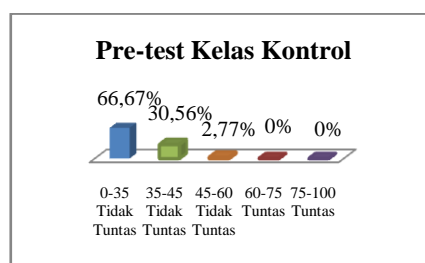 Pre-test Kelas Kontrol
66,67%
30,56%
2,77%
0%
0%
0-35 35-45 45-60 60-75 75-100
Tidak Tidak Tidak Tuntas Tuntas
Tuntas Tuntas Tuntas